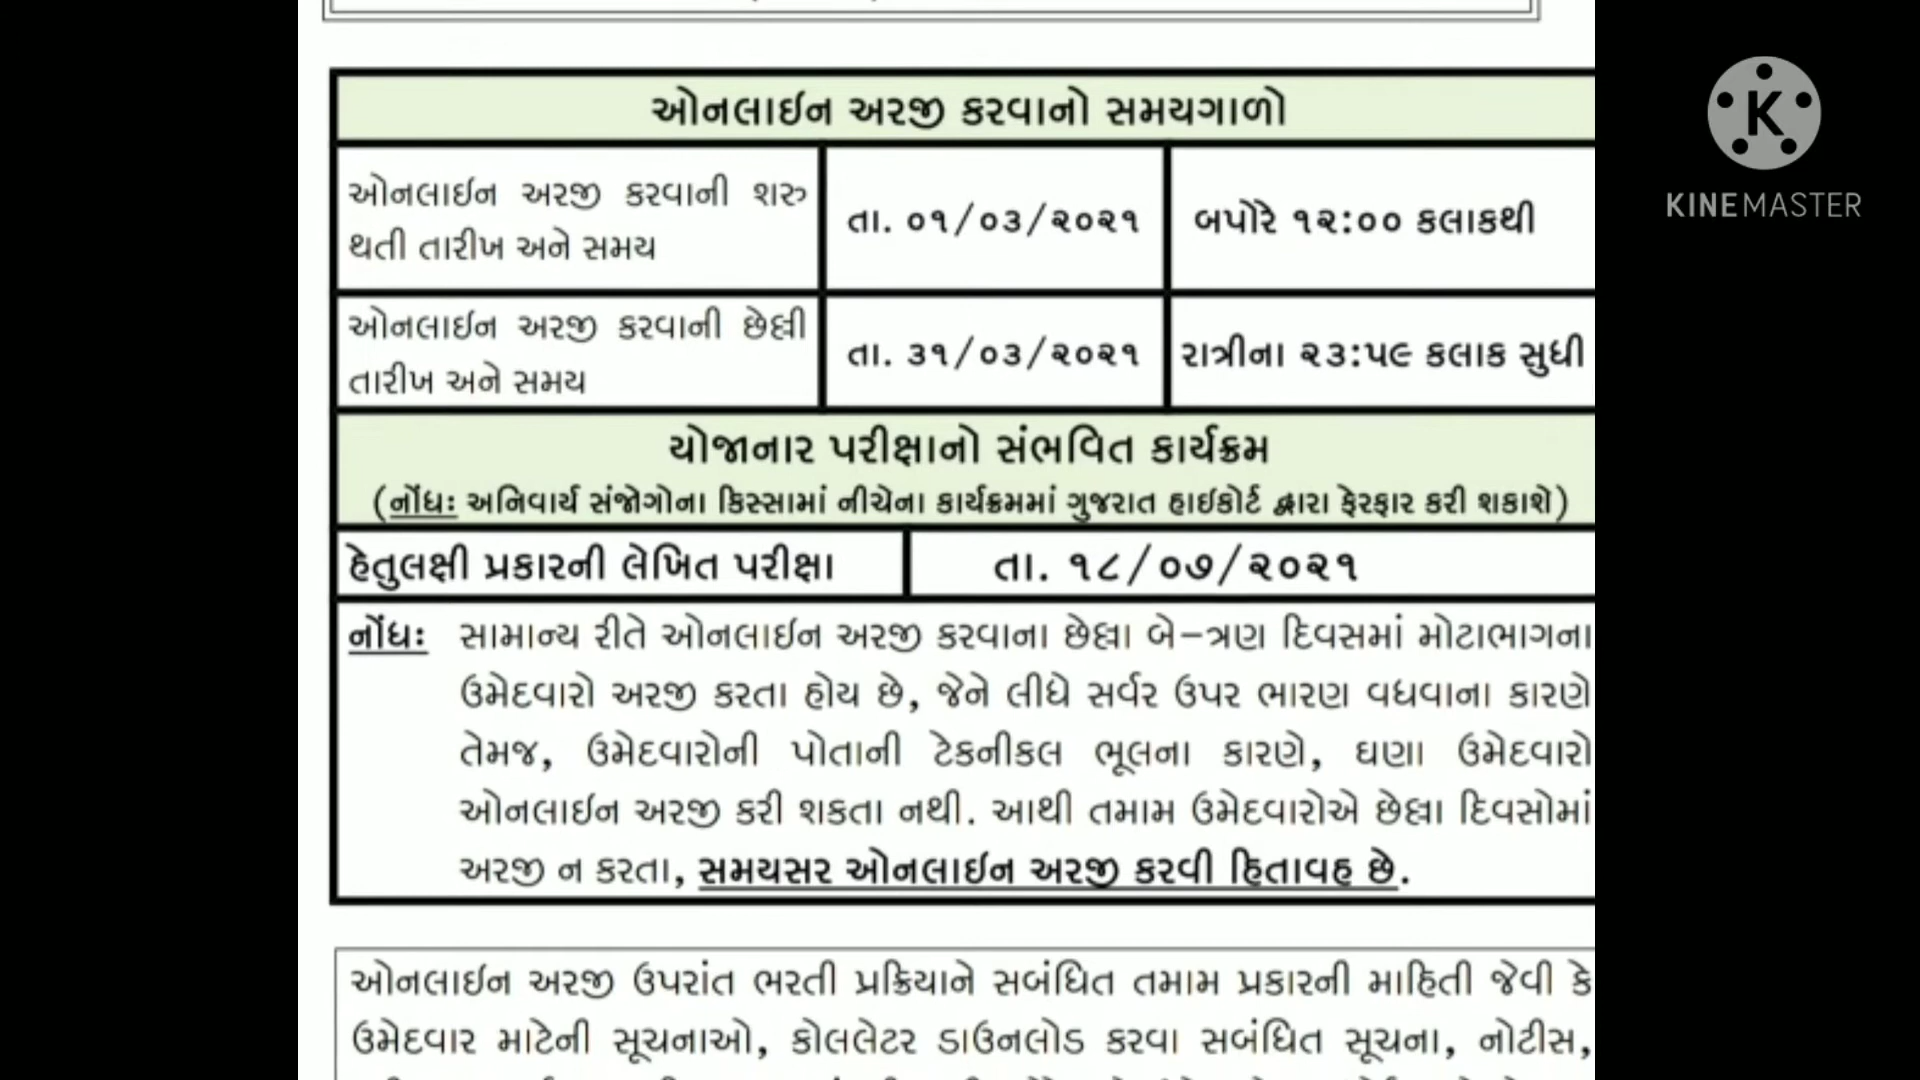 ઓનલાઈન અરજી કરવાનો સમયગાળો
ઓનલાઈન અરજી કરવાની શરુ
થતી તારીખ અને સમય
તા. ૦૧/૦૩/૨૦૨૧
બપોરે ૧૨:૦૦ કલાકથી
ઓનલાઈન અરજી કરવાની છેલ્લી
તારીખ અને સમય
તા. ૩૧/૦૩/૨૦૨૧
રાત્રીના ૨૩:૫૯ કલાક સુધી
યોજાનાર પરીક્ષાનો સંભવિત કાર્યક્રમ
(નોંધઃ અનિવાર્ય સંજોગોના કિસ્સામાં નીચેના કાર્યક્રમમાં ગુજરાત હાઈકોર્ટ દ્વારા ફેરફાર કરી શકાશે)
હેતુલક્ષી પ્રકારની લેખિત પરીક્ષા
તા. ૧૮/૦૭/૨૦૨૧
નોંધઃ સામાન્ય રીતે ઓનલાઈન અરજી કરવાના છેલ્લા બે–ત્રણ દિવસમાં મોટાભાગના
ઉમેદવારો અરજી કરતા હોય છે, જેને લીધે સર્વર ઉપર ભારણ વધવાના કારણે
તેમજ, ઉમેદવારોની પોતાની ટેકનીકલ ભૂલના કારણે, ઘણા ઉમેદવારો
ઓનલાઈન અરજી કરી શકતા નથી. આથી તમામ ઉમેદવારોએ છેલ્લા દિવસોમાં
અરજી ન કરતા, સમયસર ઓનલાઈન અરજી કરવી હિતાવહ છે.
ઓનલાઈન અરજી ઉપરાંત ભરતી પ્રક્રિયાને સબંધિત તમામ પ્રકારની માહિતી જેવી કે
ઉમેદવાર માટેની સૂચનાઓ, કોલલેટર ડાઉનલોડ કરવા સબંધિત સૂચના, નોટીસ,
K
KINEMASTER